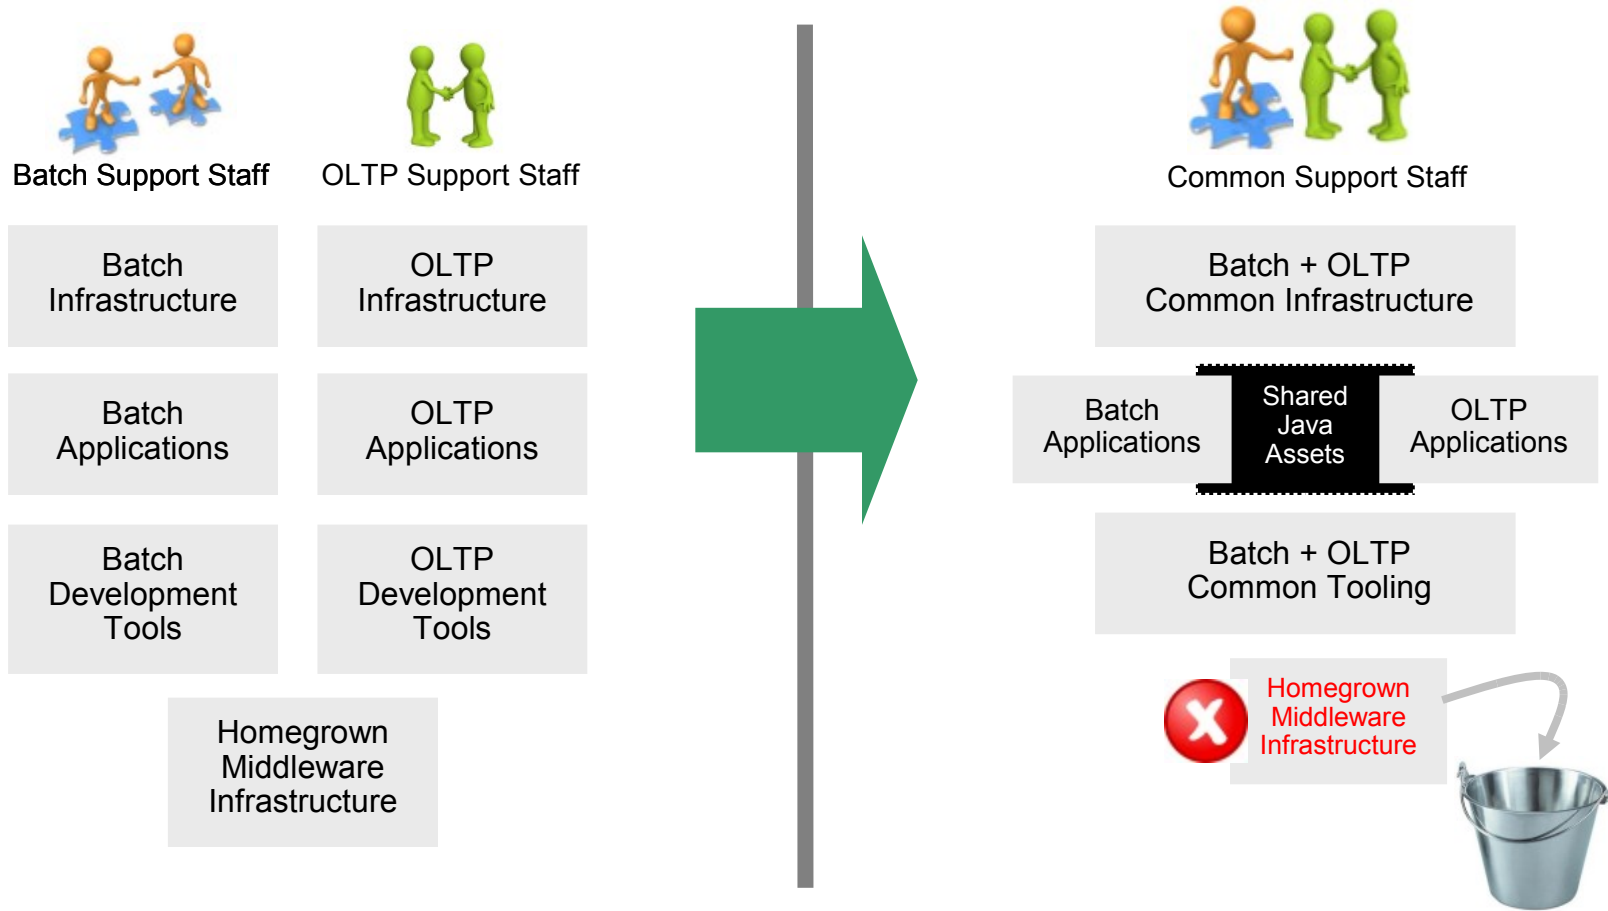 Batch Support Staff
OLTP Support Staff
Batch
Infrastructure
OLTP
Infrastructure
Batch
Applications
OLTP
Applications
Batch
Development
Tools
OLTP
Development
Tools
Homegrown
Middleware
Infrastructure
Common Support Staff
Batch + OLTP
Common Infrastructure
Batch
Applications
Shared
Java
Assets
OLTP
Applications
Batch + OLTP
Common Tooling
Homegrown
Middleware
Infrastructure